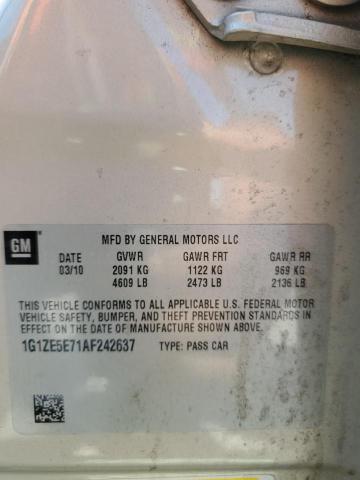 GM
MFD BY GENERAL MOTORS LLC
DATE GVWR GAWR FRT GAWR RR
03/10 2091 KG 1122 KG 969 KG
4609 LB 2473 LB 2136 LB
THIS VEHICLE CONFORMS TO ALL APPLICABLE U.S. FEDERAL MOTOR
VEHICLE SAFETY, BUMPER, AND THEFT PREVENTION STANDARDS
IN EFFECT ON THE DATE OF MANUFACTURE SHOWN ABOVE.
1G1ZE5E71AF242637 TYPE: PASS CAR